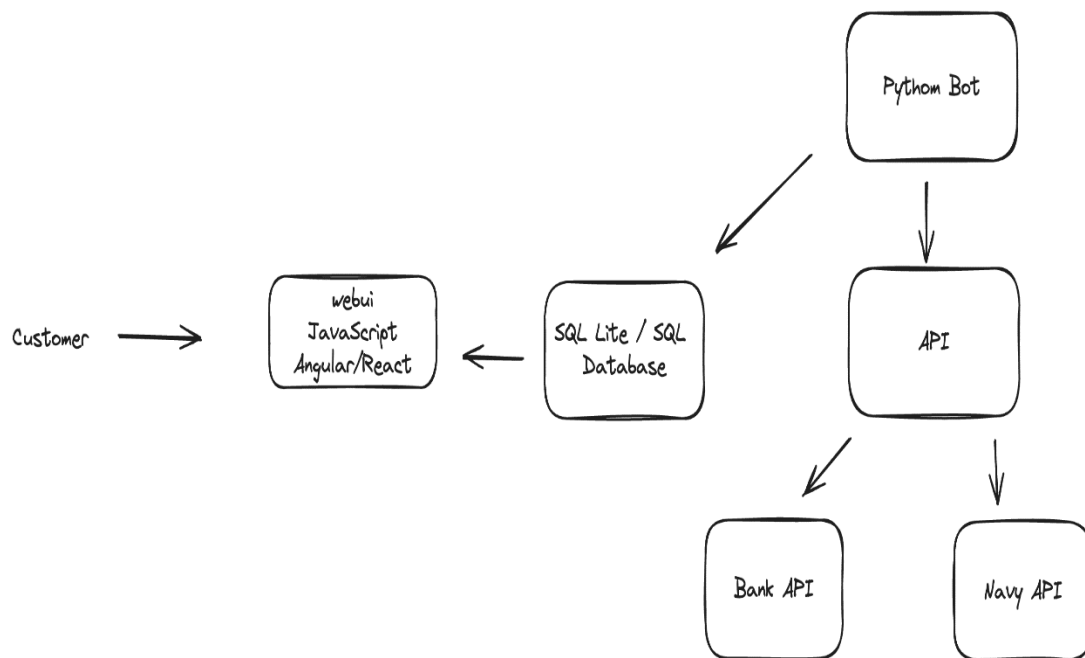 Pythom Bot
webui
JavaScript
Angular/React
Customer
SQL Lite / SQL
Database
API
Bank API
Navy API